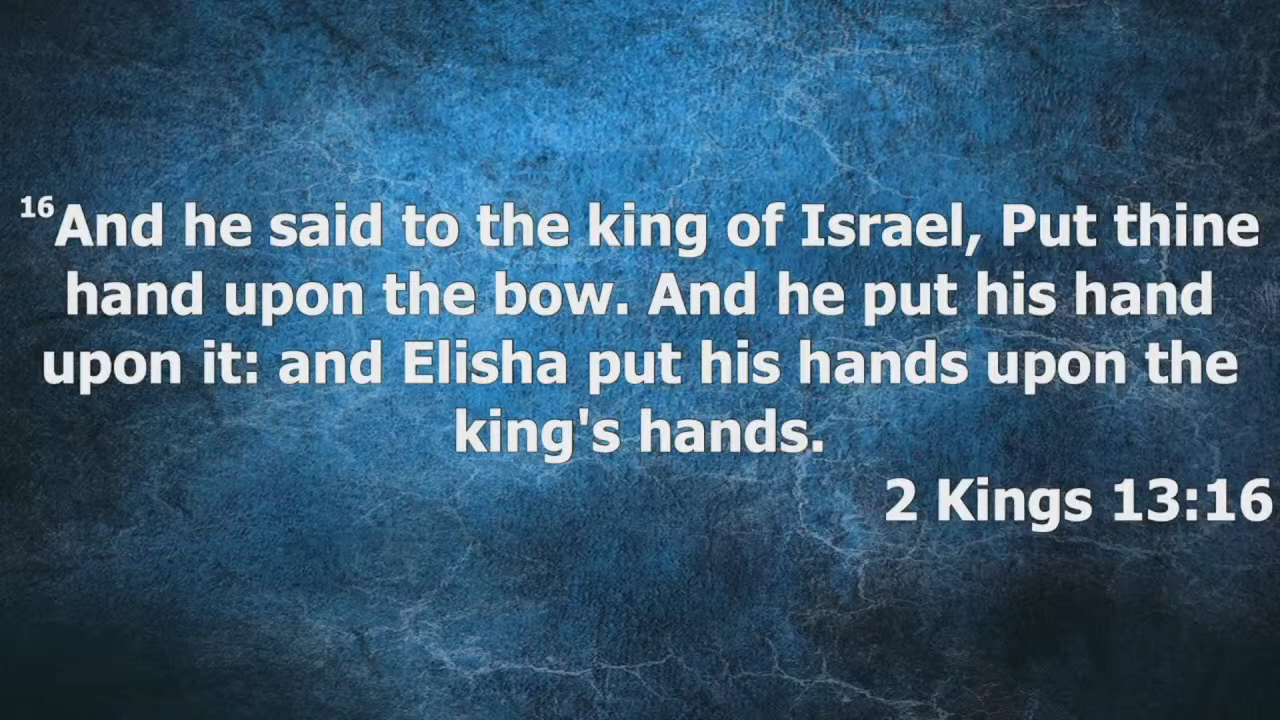 16And he said to the king of Israel, Put thine
hand upon the bow. And he put his hand
upon it: and Elisha put his hands upon the
king's hands.
2 Kings 13:16